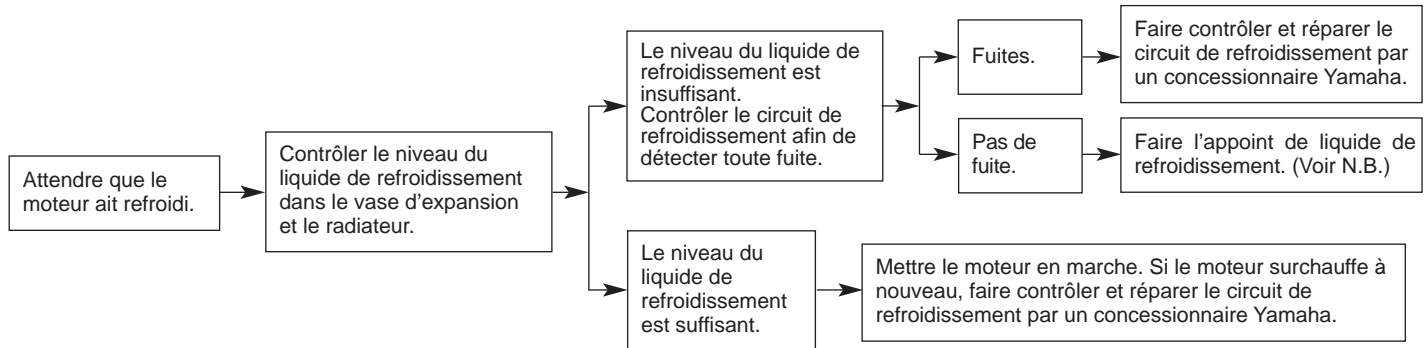 Attendre que le
moteur ait refroidi.
Contrôler le niveau du
liquide de refroidissement
dans le vase d'expansion
et le radiateur.
Le niveau du liquide de
refroidissement est
insuffisant.
Contrôler le circuit de
refroidissement afin de
détecter toute fuite.
Fuites.
Faire contrôler et réparer le
circuit de refroidissement par
un concessionnaire Yamaha.
Pas de
fuite.
Faire l'appoint de liquide de
refroidissement. (Voir N.B.)
Le niveau du
liquide de
refroidissement
est suffisant.
Mettre le moteur en marche. Si le moteur surchauffe à
nouveau, faire contrôler et réparer le circuit de
refroidissement par un concessionnaire Yamaha.